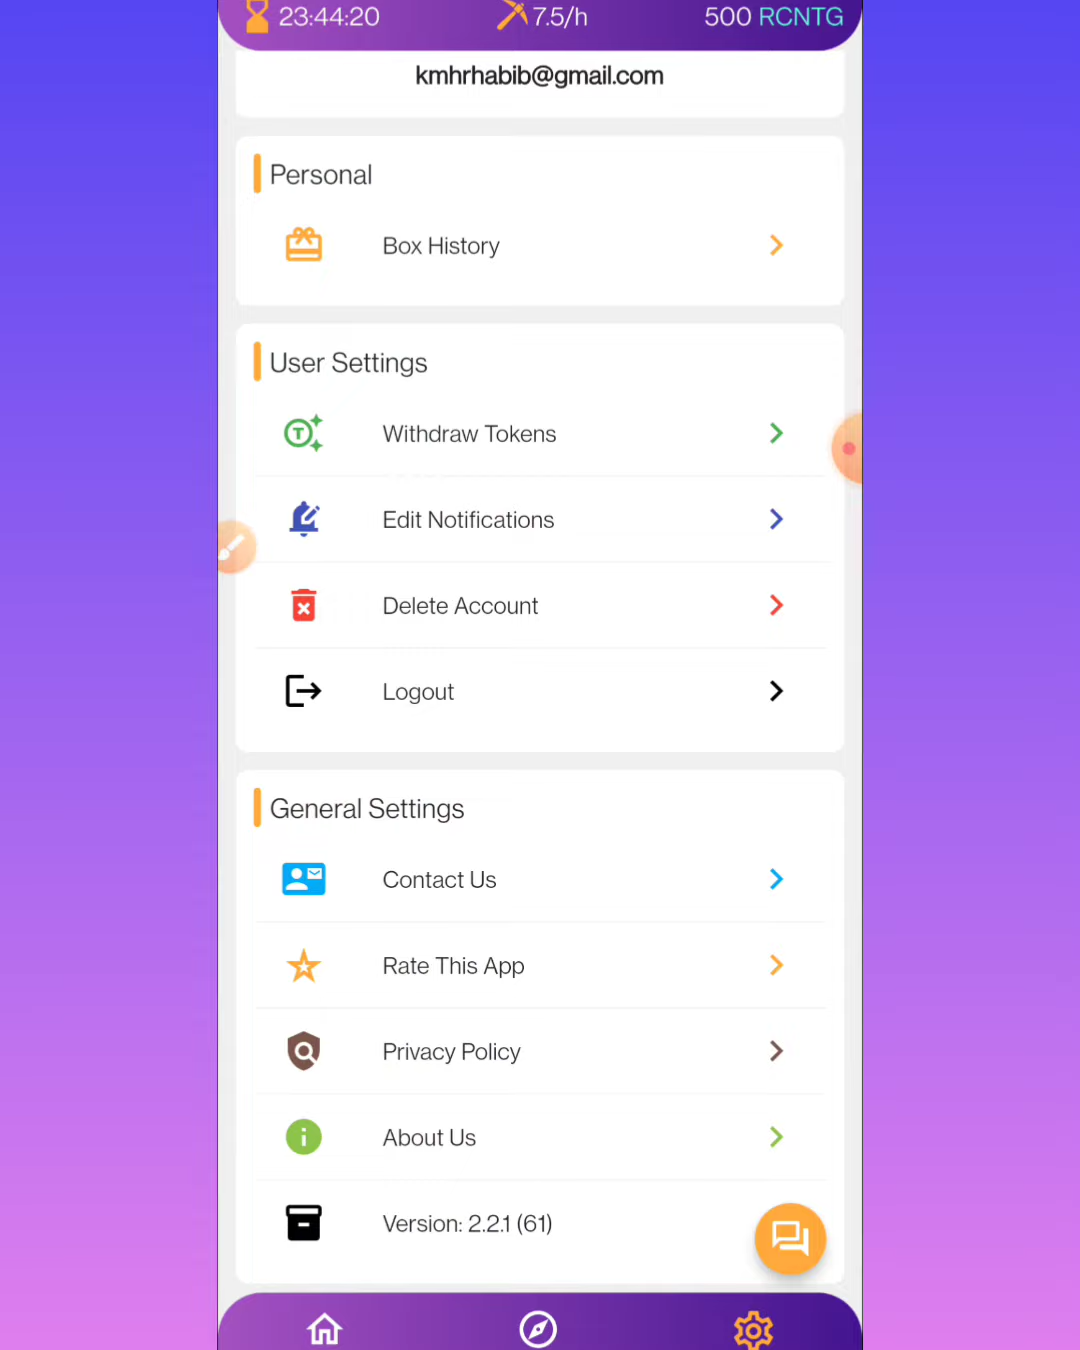 23:44:20 7.5/h 500 RCNTG
kmhrhabib@gmail.com
Personal
Box History
User Settings
Withdraw Tokens
Edit Notifications
Delete Account
Logout
General Settings
Contact Us
Rate This App
Privacy Policy
About Us
Version: 2.2.1 (61)